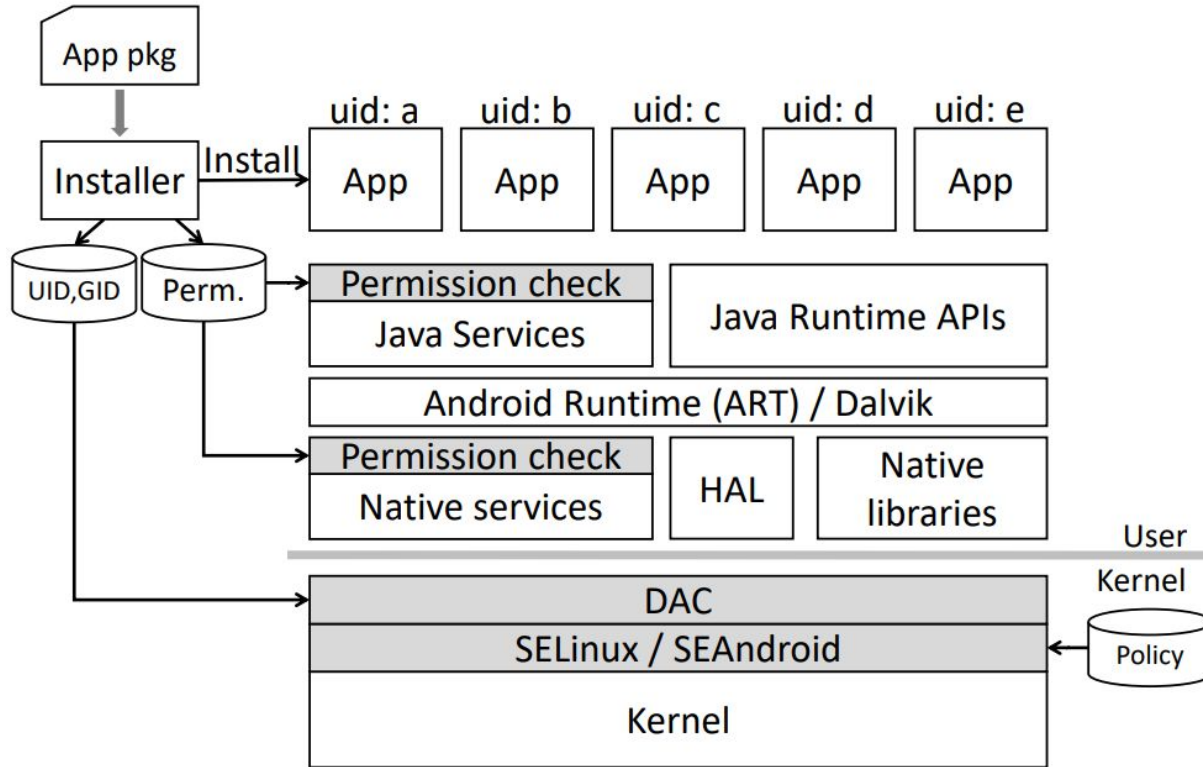 App pkg
uid: a
uid: b
uid: c
uid: d
uid: e
Installer
Install
App
App
App
App
App
UID,GID
Perm.
Permission check
Java Services
Java Runtime APIs
Android Runtime (ART) / Dalvik
Permission check
Native services
HAL
Native
libraries
User
Kernel
DAC
SELinux / SEAndroid
Policy
Kernel